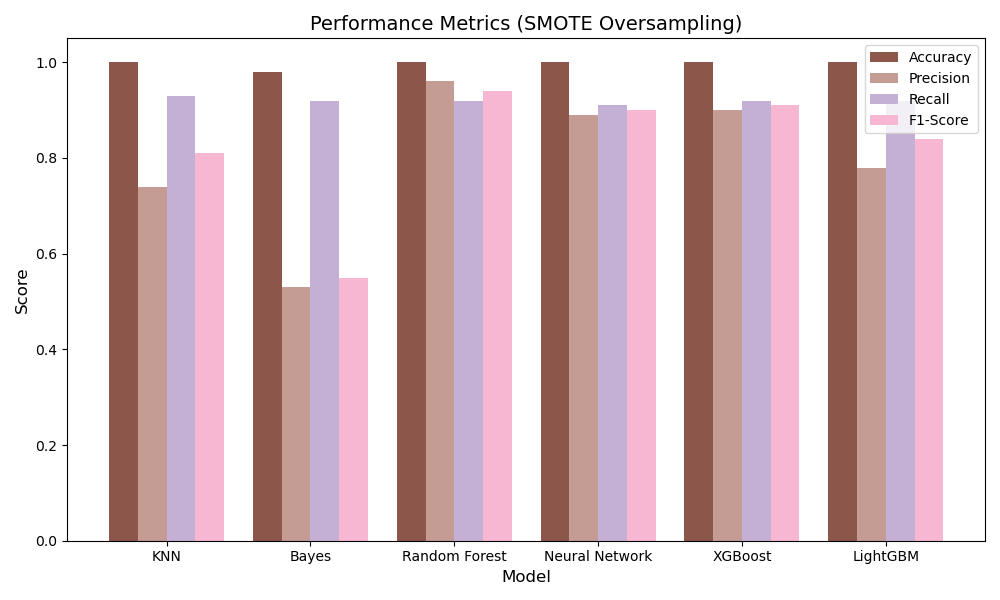 Performance Metrics (SMOTE Oversampling)
Accuracy
Precision
Recall
F1-Score
1.0
0.8
0.6
0.4
0.2
0.0
Score
KNN Bayes Random Forest Neural Network XGBoost LightGBM
Model